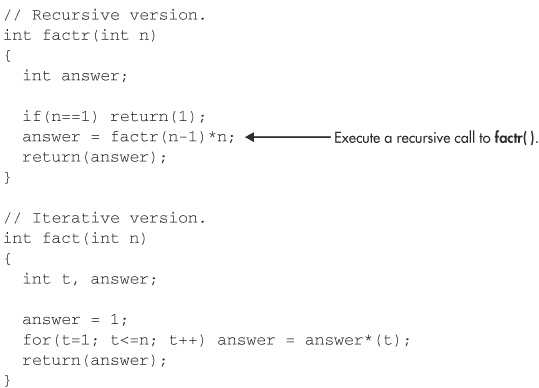 // Recursive version.
int factr(int n)
{
  int answer;

  if(n==1) return(1);
  answer = factr(n-1)*n; Execute a recursive call to factr( ).
  return(answer);
}

// Iterative version.
int fact(int n)
{
  int t, answer;

  answer = 1;
  for(t=1; t<=n; t++) answer = answer*(t);
  return(answer);
}